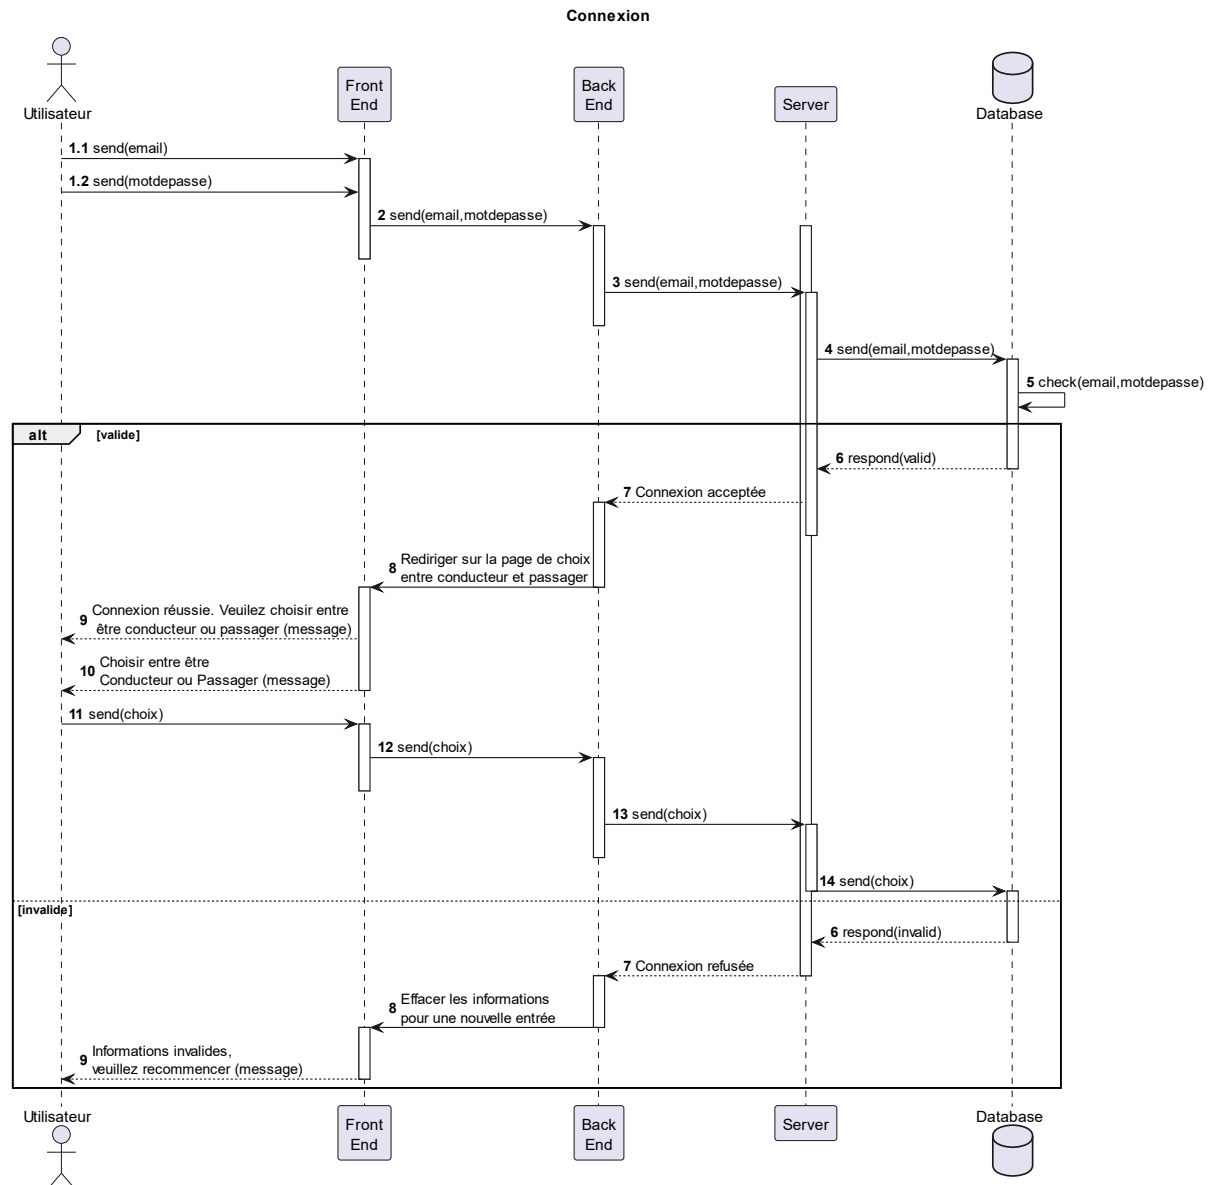 Connexion
Utilisateur
Front
End
Back
End
Server
Database
1.1 send(email)
1.2 send(motdepasse)
2 send(email,motdepasse)
3 send(email,motdepasse)
4 send(email,motdepasse)
5 check(email,motdepasse)
alt [valide]
6 respond(valid)
7 Connexion acceptée
8 Rediriger sur la page de choix
entre conducteur et passager
9 Connexion réussie. Veuilez choisir entre
être conducteur ou passager (message)
10 Choisir entre être
Conducteur ou Passager (message)
11 send(choix)
12 send(choix)
13 send(choix)
14 send(choix)
[invalide]
6 respond(invalid)
7 Connexion refusée
8 Effacer les informations
pour une nouvelle entrée
9 Informations invalides,
veuillez recommencer (message)
Utilisateur
Front
End
Back
End
Server
Database